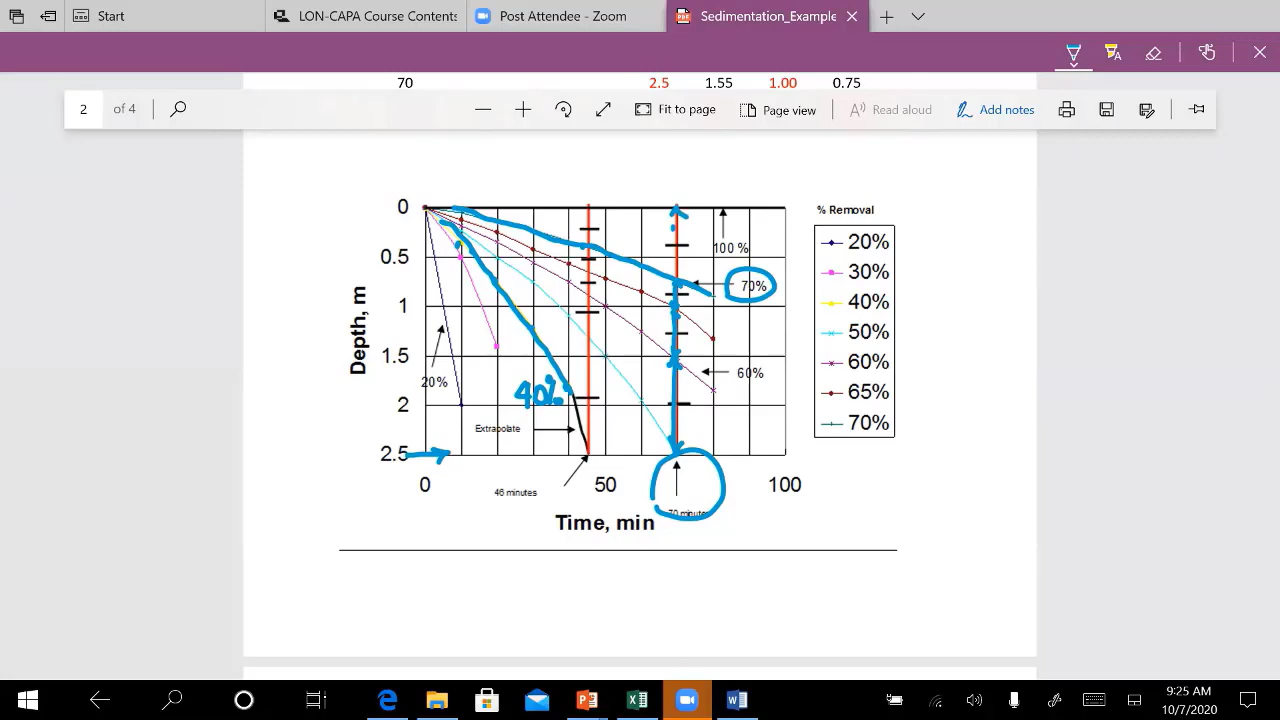 Start
LON-CAPA Course Contents
Post Attendee - Zoom
Sedimentation_Example
70 2.5 1.55 1.00 0.75
2 of 4
Fit to page
Page view
Read aloud
Add notes
% Removal
20%
30%
40%
50%
60%
65%
70%
Depth, m
0
0.5
1
1.5
2
2.5
100 %
70%
60%
20%
40%
Extrapolate
46 minutes
70 minutes
0
50
100
Time, min
9:25 AM
10/7/2020